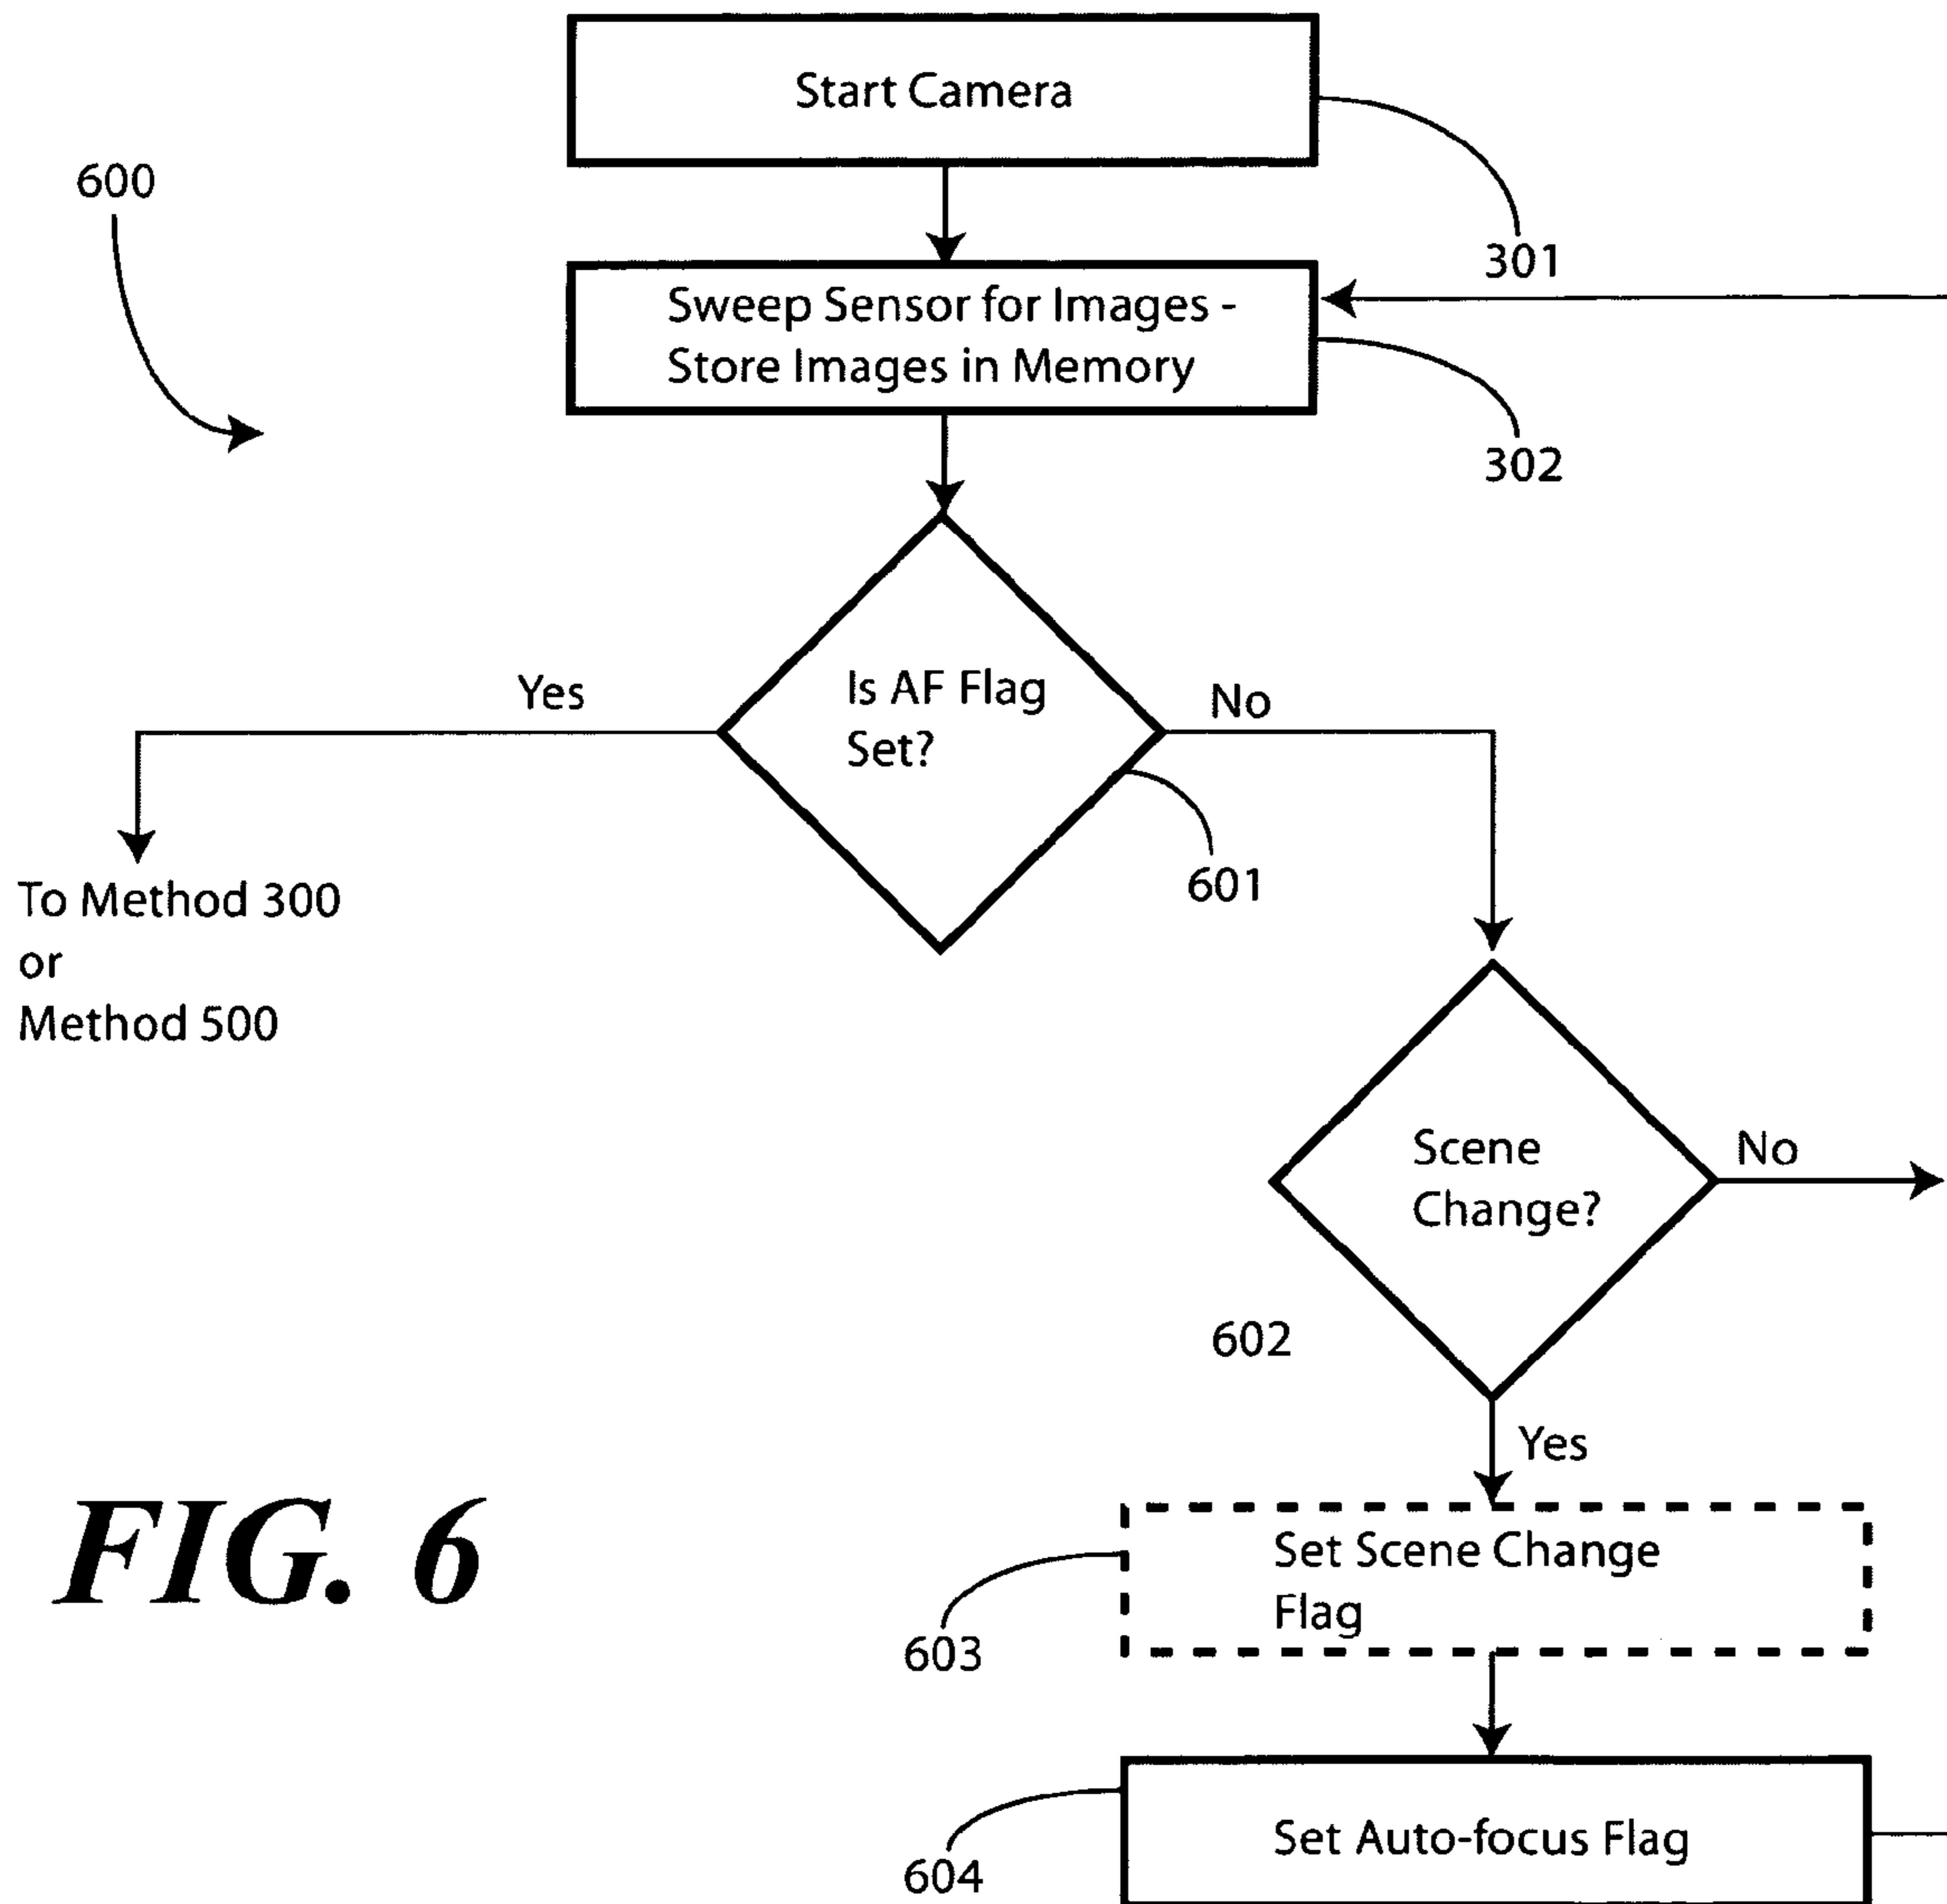 Start Camera
600
301
Sweep Sensor for Images -
Store Images in Memory
302
Yes
Is AF Flag
Set?
No
601
To Method 300
or
Method 500
Scene
Change?
No
602
Yes
FIG. 6
Set Scene Change
Flag
603
Set Auto-focus Flag
604